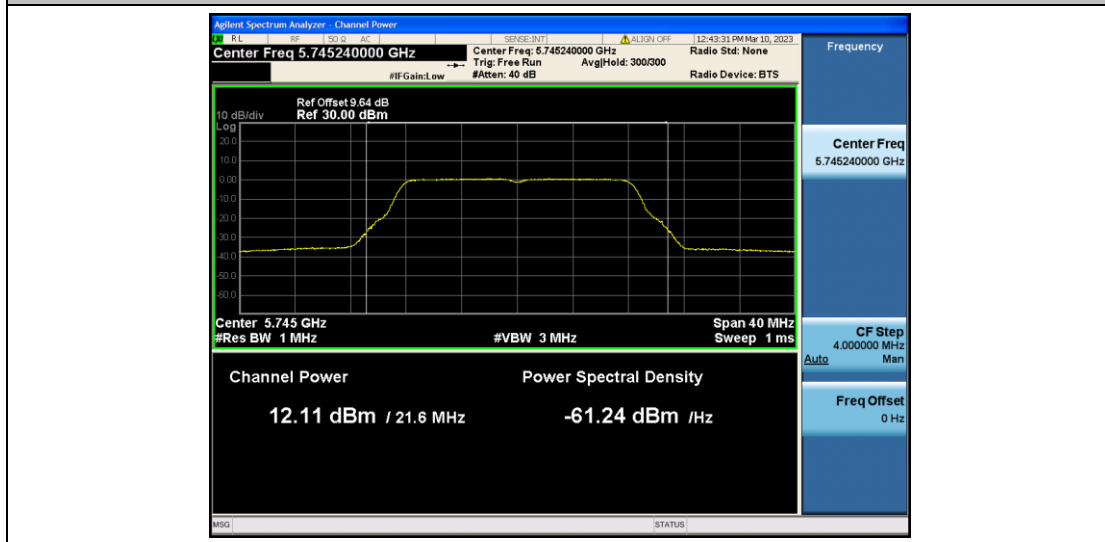 Agilent Spectrum Analyzer - Channel Power
RL RF 50 Ω AC SENSE:INT ALIGN OFF 12:43:31 PM Mar 10, 2023
Center Freq 5.745240000 GHz
Center Freq: 5.745240000 GHz
Radio Std: None
Trig: Free Run Avg|Hold: 300/300
#IFGain:Low #Atten: 40 dB Radio Device: BTS
Frequency
Ref Offset 9.64 dB
10 dB/div Ref 30.00 dBm
Log
20.0
10.0
0.00
-10.0
-20.0
-30.0
-40.0
-50.0
-60.0
Center 5.745 GHz Span 40 MHz
#Res BW 1 MHz #VBW 3 MHz Sweep 1 ms
Channel Power Power Spectral Density
12.11 dBm / 21.6 MHz -61.24 dBm /Hz
Center Freq
5.745240000 GHz
CF Step
4.000000 MHz
Auto Man
Freq Offset
0 Hz
MSG STATUS